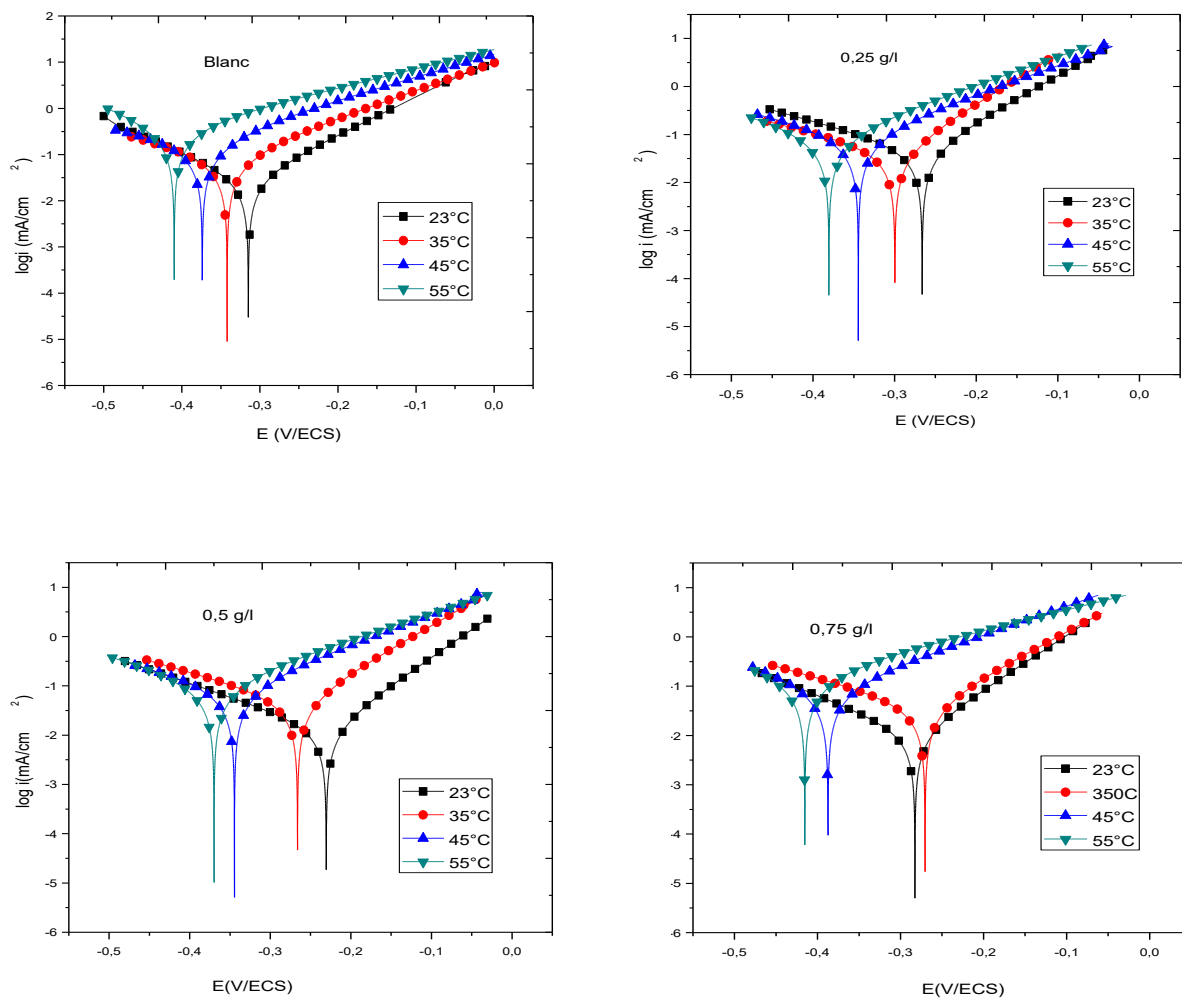 Blanc
1
0
-1
-2
-3
-4
-5
-6
logi (mA/cm²)
23°C
35°C
45°C
55°C
-0,5
-0,4
-0,3
-0,2
-0,1
0,0
E (V/ECS)
0,25 g/l
2
1
0
-1
-2
-3
-4
-5
-6
log i (mA/cm²)
23°C
35°C
45°C
55°C
-0,5
-0,4
-0,3
-0,2
-0,1
0,0
E (V/ECS)
0,5 g/l
1
0
-1
-2
-3
-4
-5
-6
log i(mA/cm²)
23°C
35°C
45°C
55°C
-0,5
-0,4
-0,3
-0,2
-0,1
0,0
E(V/ECS)
0,75 g/l
1
0
-1
-2
-3
-4
-5
-6
log i(mA/cm²)
23°C
350C
45°C
55°C
-0,5
-0,4
-0,3
-0,2
-0,1
0,0
E(V/ECS)